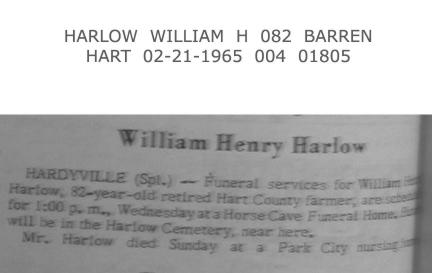 HARLOW WILLIAM H 082 BARREN
HART 02-21-1965 004 01805
William Henry Harlow
HARDYVILLE (Spl.) — Funeral services for William
Harlow, 82-year-old retired Hart County farmer, are
for 1:00 p. m., Wednesday at a Horse Cave Funeral Home.
will be in the Harlow Cemetery, near here.
Mr. Harlow died Sunday at a Park City nursing